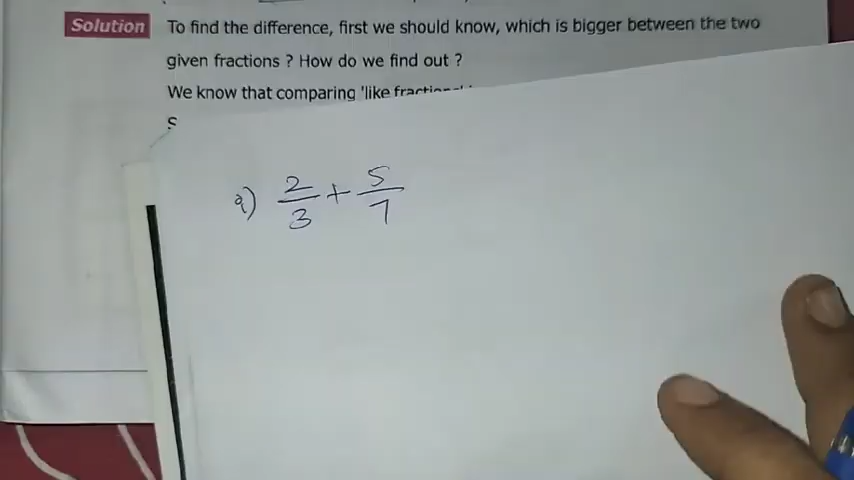 Solution To find the difference, first we should know, which is bigger between the two
given fractions ? How do we find out ?
We know that comparing 'like fraction
S
i) 2/3 + 5/7